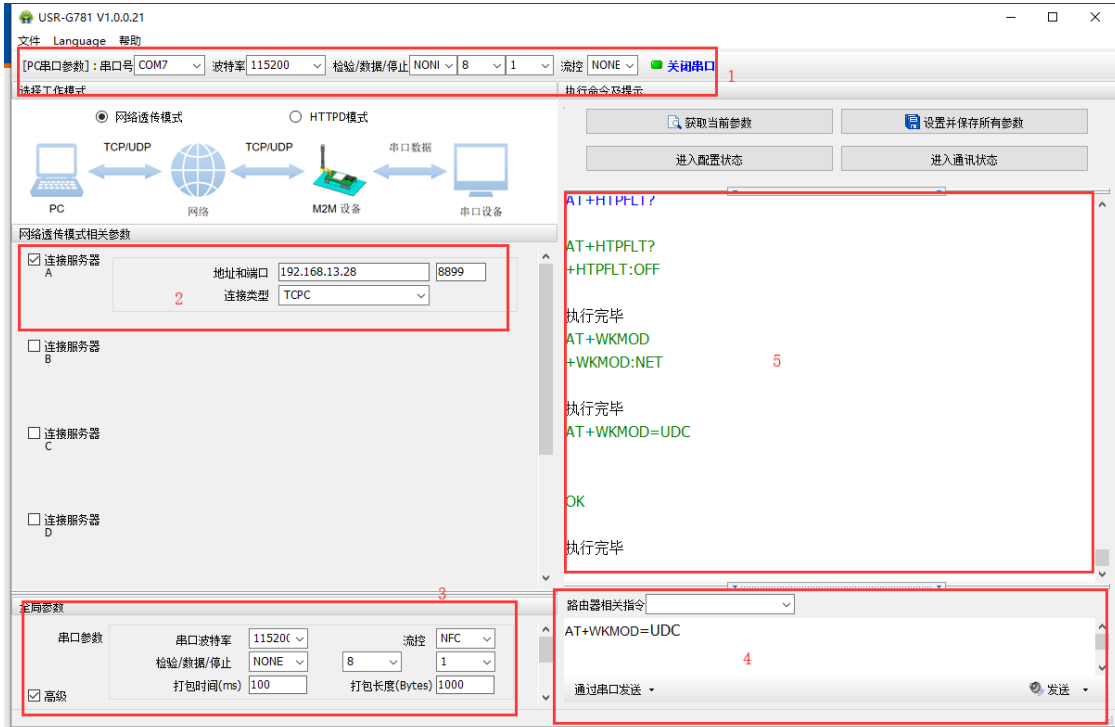 USR-G781 V1.0.0.21
文件 Language 帮助
[PC串口参数]：串口号 COM7 波特率 115200 检验/数据/停止 NONI 8 1 流控 NONE 关闭串口
1
选择工作模式
网络透传模式 HTTPD模式
TCP/UDP TCP/UDP 串口数据
PC 网络 M2M 设备 串口设备
网络透传模式相关参数
连接服务器
A
地址和端口 192.168.13.28 8899
连接类型 TCPC
2
连接服务器
B
连接服务器
C
连接服务器
D
3
全局参数
串口参数 串口波特率 11520( 流控 NFC
检验/数据/停止 NONE 8 1
打包时间(ms) 100 打包长度(Bytes) 1000
高级
执行命令及提示
获取当前参数 设置并保存所有参数
进入配置状态 进入通讯状态
AT+HTPFLT?
AT+HTPFLT?
+HTPFLT:OFF
执行完毕
AT+WKMOD
+WKMOD:NET
5
执行完毕
AT+WKMOD=UDC
OK
执行完毕
路由器相关指令
AT+WKMOD=UDC
4
通过串口发送 发送